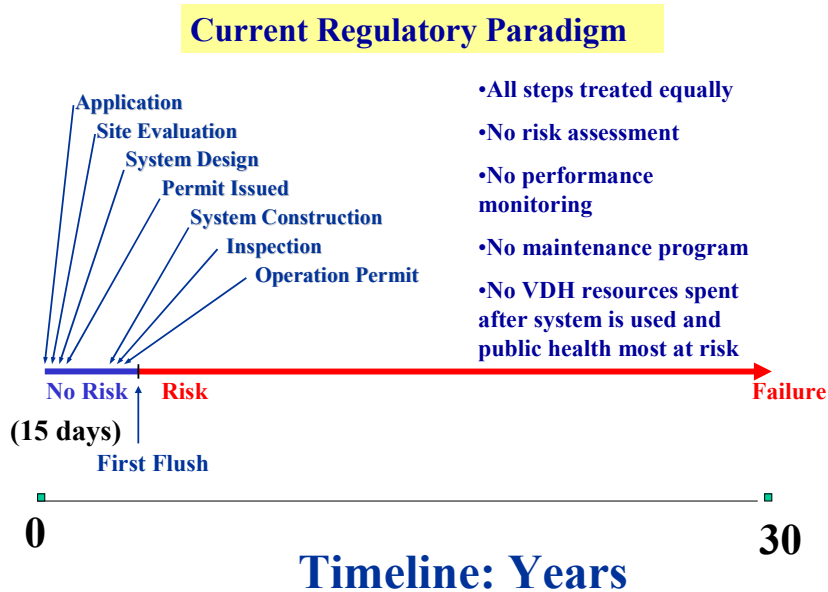 Current Regulatory Paradigm
Application
Site Evaluation
System Design
Permit Issued
System Construction
Inspection
Operation Permit
•All steps treated equally
•No risk assessment
•No performance
monitoring
•No maintenance program
•No VDH resources spent
after system is used and
public health most at risk
No Risk
Risk
Failure
(15 days)
First Flush
0
30
Timeline: Years